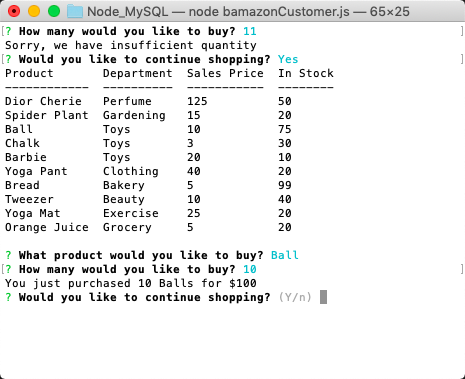 Node_MySQL — node bamazonCustomer.js — 65×25
[? How many would you like to buy? 11 ]
Sorry, we have insufficient quantity
[? Would you like to continue shopping? Yes ]
Product Department Sales Price In Stock
------------ ---------- ----------- --------
Dior Cherie Perfume 125 50
Spider Plant Gardening 15 20
Ball Toys 10 75
Chalk Toys 3 30
Barbie Toys 20 10
Yoga Pant Clothing 40 20
Bread Bakery 5 99
Tweezer Beauty 10 40
Yoga Mat Exercise 25 20
Orange Juice Grocery 5 20
? What product would you like to buy? Ball
[? How many would you like to buy? 10 ]
You just purchased 10 Balls for $100
? Would you like to continue shopping? (Y/n)